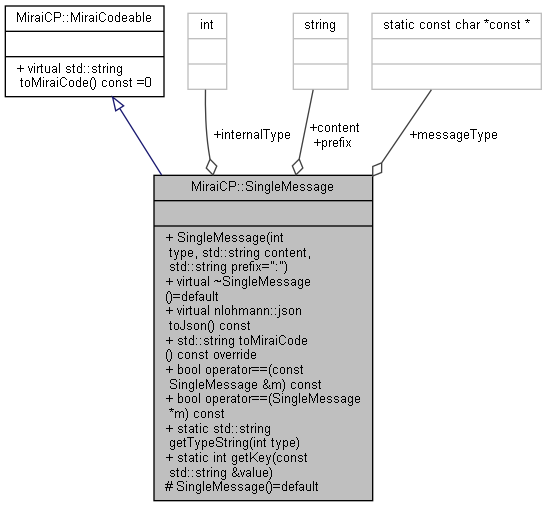 MiraiCP::MiraiCodeable
+ virtual std::string
toMiraiCode() const =0
int
string
static const char *const *
+internalType
+content
+prefix
+messageType
MiraiCP::SingleMessage
+ SingleMessage(int
type, std::string content,
std::string prefix=":")
+ virtual ~SingleMessage
()=default
+ virtual nlohmann::json
toJson() const
+ std::string toMiraiCode
() const override
+ bool operator==(const
SingleMessage &m) const
+ bool operator==(SingleMessage
*m) const
+ static std::string
getTypeString(int type)
+ static int getKey(const
std::string &value)
# SingleMessage()=default